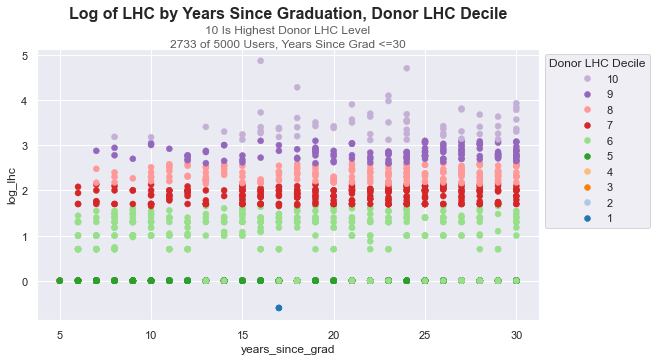 Log of LHC by Years Since Graduation, Donor LHC Decile
10 Is Highest Donor LHC Level
2733 of 5000 Users, Years Since Grad <=30
5
4
3
2
1
0
log_lhc
5 10 15 20 25 30
years_since_grad
Donor LHC Decile
10
9
8
7
6
5
4
3
2
1